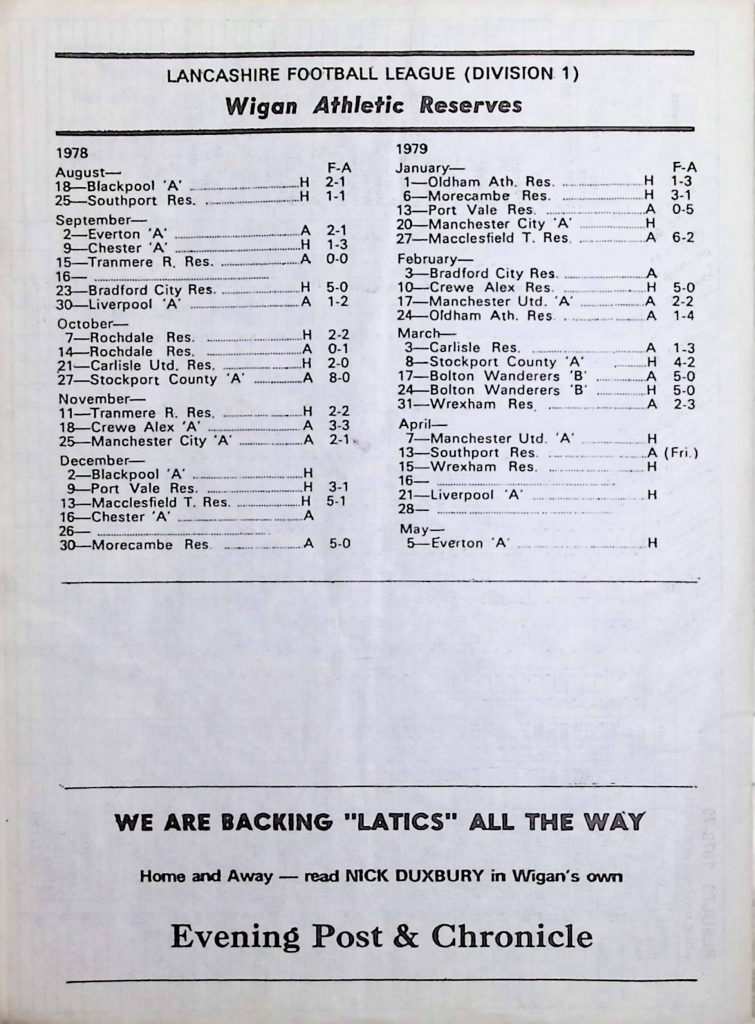 LANCASHIRE FOOTBALL LEAGUE (DIVISION 1)
Wigan Athletic Reserves
1978
August— F-A
18—Blackpool 'A' ........ H 2-1
25—Southport Res. ........ H 1-1
September—
2—Everton 'A' ........ A 2-1
9—Chester 'A' ........ H 1-3
15—Tranmere R. Res. ........ A 0-0
16— ........
23—Bradford City Res. ........ H 5-0
30—Liverpool 'A' ........ A 1-2
October—
7—Rochdale Res. ........ H 2-2
14—Rochdale Res. ........ A 0-1
21—Carlisle Utd. Res. ........ H 2-0
27—Stockport County 'A' ........ A 8-0
November—
11—Tranmere R. Res. ........ H 2-2
18—Crewe Alex 'A' ........ A 3-3
25—Manchester City 'A' ........ A 2-1
December—
2—Blackpool 'A' ........ H
9—Port Vale Res. ........ H 3-1
13—Macclesfield T. Res. ........ H 5-1
16—Chester 'A' ........ A
26— ........
30—Morecambe Res. ........ A 5-0
1979
January— F-A
1—Oldham Ath. Res. ........ H 1-3
6—Morecambe Res. ........ H 3-1
13—Port Vale Res. ........ A 0-5
20—Manchester City 'A' ........ H
27—Macclesfield T. Res. ........ A 6-2
February—
3—Bradford City Res. ........ A
10—Crewe Alex Res. ........ H 5-0
17—Manchester Utd. 'A' ........ A 2-2
24—Oldham Ath. Res. ........ A 1-4
March—
3—Carlisle Res. ........ A 1-3
8—Stockport County 'A' ........ H 4-2
17—Bolton Wanderers 'B' ........ A 5-0
24—Bolton Wanderers 'B' ........ H 5-0
31—Wrexham Res. ........ A 2-3
April—
7—Manchester Utd. 'A' ........ H
13—Southport Res. ........ A (Fri.)
15—Wrexham Res. ........ H
16— ........
21—Liverpool 'A' ........ H
28— ........
May—
5—Everton 'A' ........ H
WE ARE BACKING "LATICS" ALL THE WAY
Home and Away — read NICK DUXBURY in Wigan's own
Evening Post & Chronicle